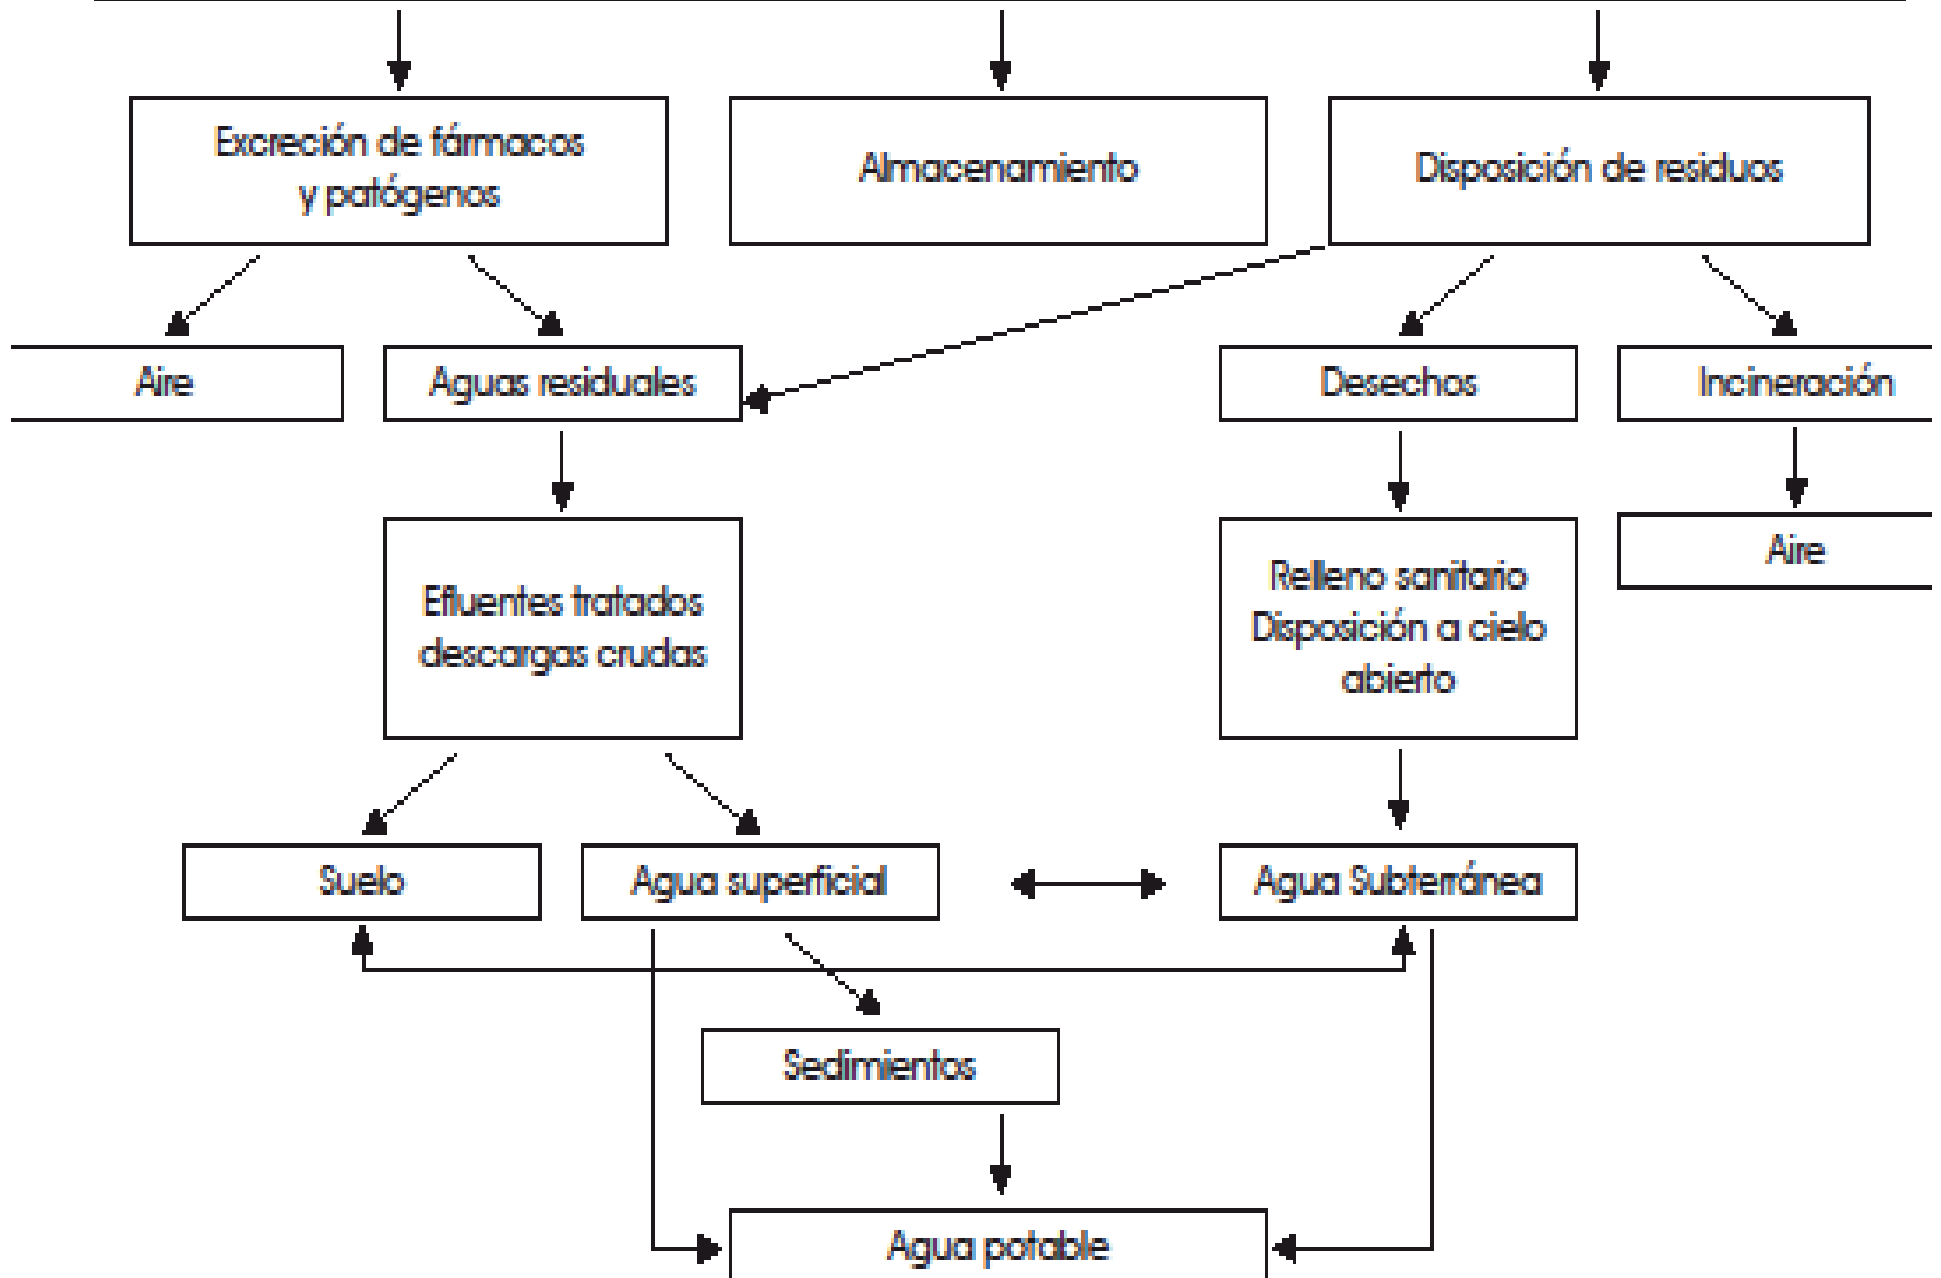 Excreción de fármacos
y patógenos
Almacenamiento
Disposición de residuos
Aire
Aguas residuales
Desechos
Incineración
Efluentes tratados
descargas crudas
Relleno sanitario
Disposición a cielo
abierto
Aire
Suelo
Agua superficial
Agua Subterránea
Sedimientos
Agua potable